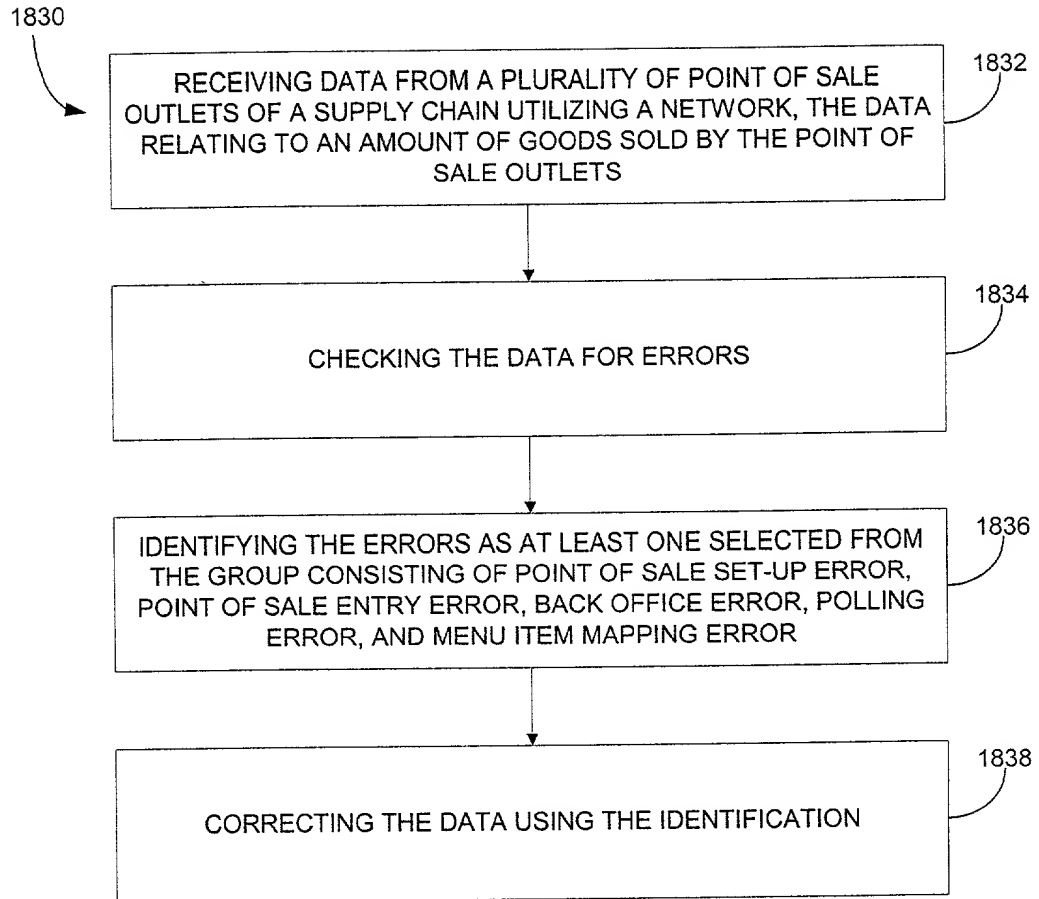 1830
1832
RECEIVING DATA FROM A PLURALITY OF POINT OF SALE
OUTLETS OF A SUPPLY CHAIN UTILIZING A NETWORK, THE DATA
RELATING TO AN AMOUNT OF GOODS SOLD BY THE POINT OF
SALE OUTLETS
1834
CHECKING THE DATA FOR ERRORS
1836
IDENTIFYING THE ERRORS AS AT LEAST ONE SELECTED FROM
THE GROUP CONSISTING OF POINT OF SALE SET-UP ERROR,
POINT OF SALE ENTRY ERROR, BACK OFFICE ERROR, POLLING
ERROR, AND MENU ITEM MAPPING ERROR
1838
CORRECTING THE DATA USING THE IDENTIFICATION